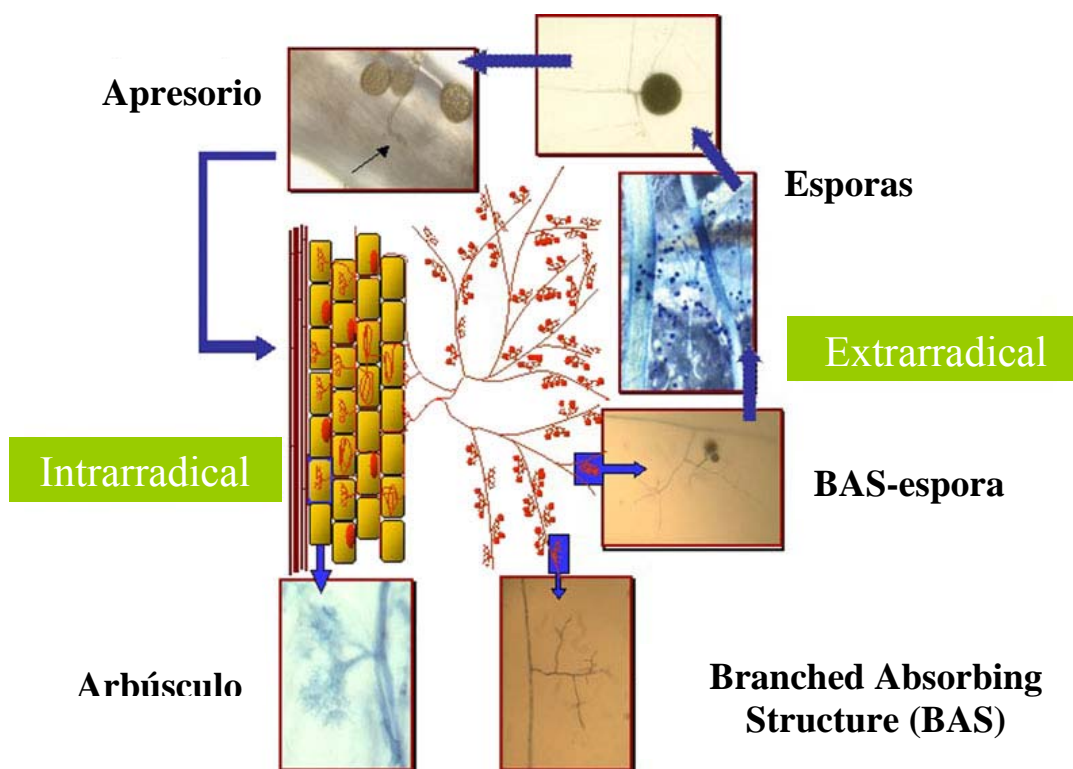 Apresorio
Esporas
Extrarradical
Intrarradical
BAS-espora
Arbúsculo
Branched Absorbing
Structure (BAS)